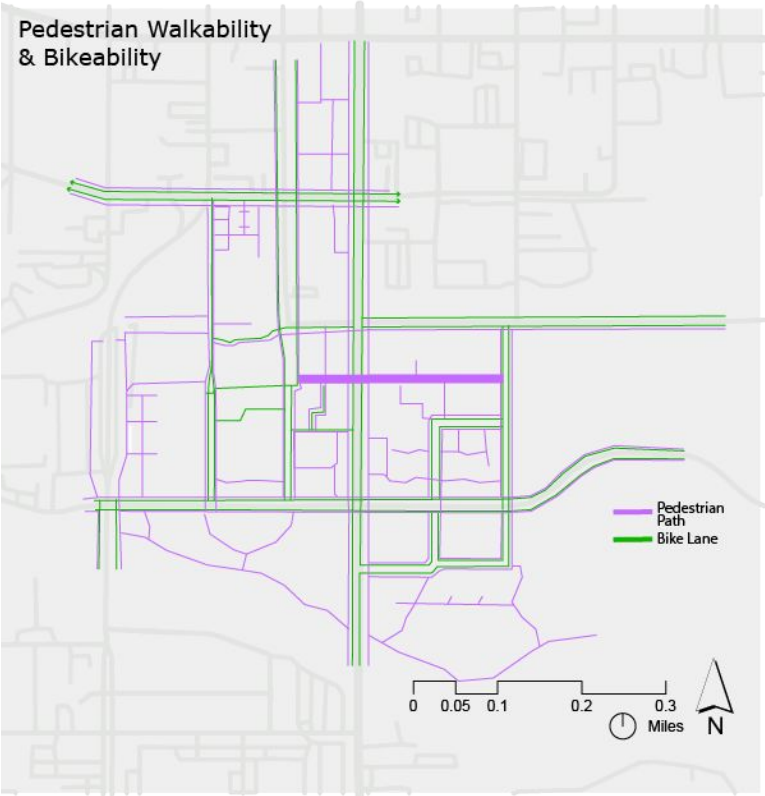 Pedestrian Walkability
& Bikeability
Pedestrian
Path
Bike Lane
0 0.05 0.1 0.2 0.3
Miles
N